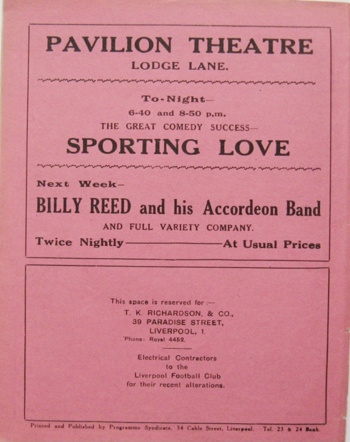 PAVILION THEATRE
LODGE LANE.
To-Night—
6-40 and 8-50 p.m.
THE GREAT COMEDY SUCCESS—
SPORTING LOVE
Next Week—
BILLY REED and his Accordeon Band
AND FULL VARIETY COMPANY.
Twice Nightly — At Usual Prices
This space is reserved for :—
T. K. RICHARDSON, & CO.,
39 PARADISE STREET,
LIVERPOOL, 1.
'Phone: Royal 4492.
Electrical Contractors
to the
Liverpool Football Club
for their recent alterations.
Printed and Published by Programme Syndicate, 34 Cable Street, Liverpool. Tel. 23 & 24 Bank.